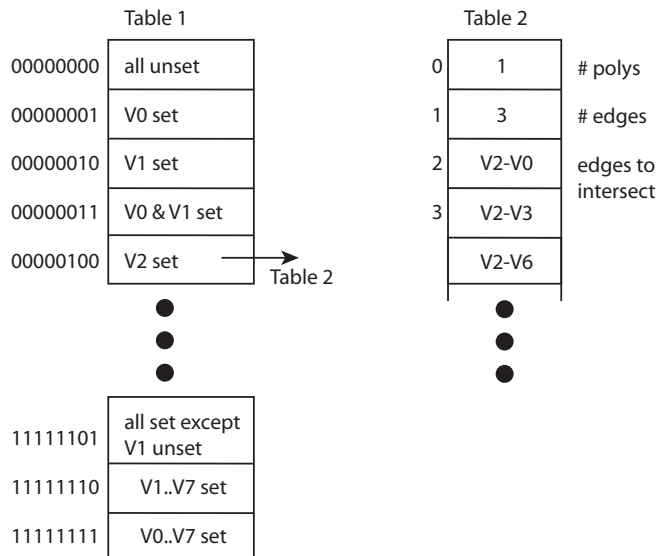 Table 1
00000000 all unset
00000001 V0 set
00000010 V1 set
00000011 V0 & V1 set
00000100 V2 set
Table 2
11111101 all set except
V1 unset
11111110 V1..V7 set
11111111 V0..V7 set
Table 2
0 1 # polys
1 3 # edges
2 V2-V0 edges to
intersect
3 V2-V3
V2-V6